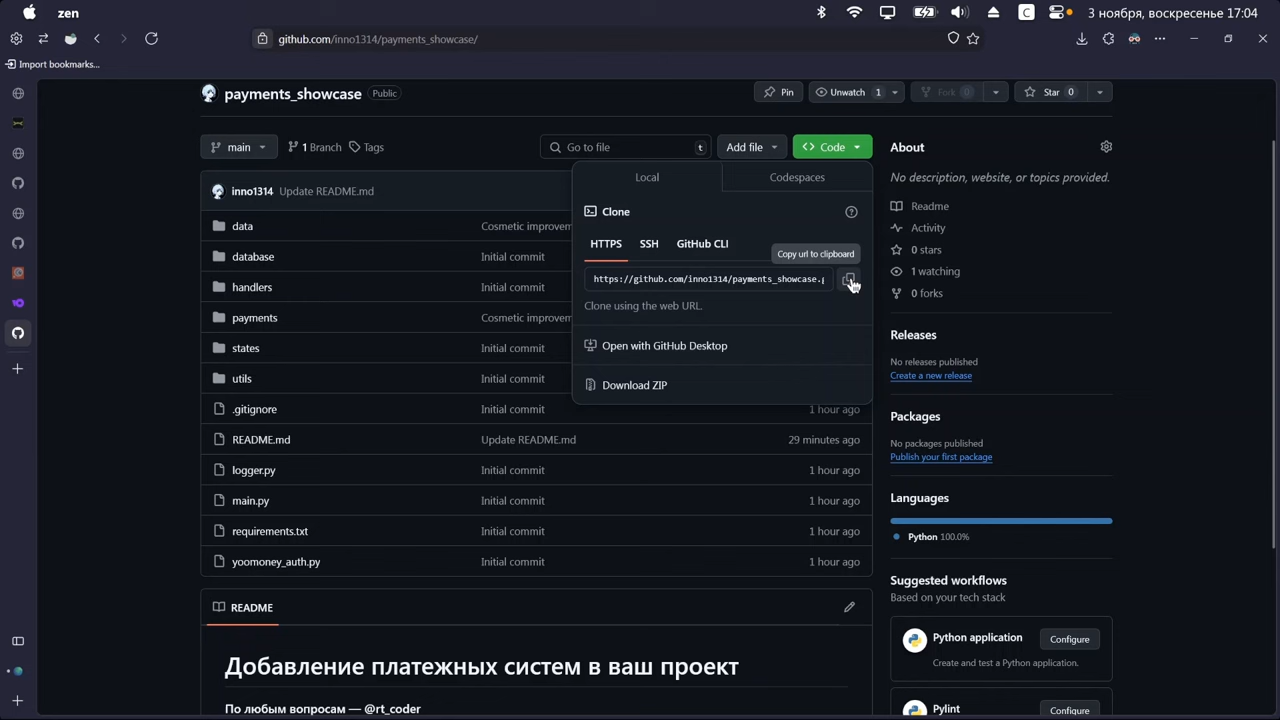 zen
C
3 ноября, воскресенье 17:04
github.com/inno1314/payments_showcase/
Import bookmarks...
payments_showcase Public
Pin
Unwatch 1
Fork 0
Star 0
main
1 Branch
Tags
Go to file t
Add file
Code
inno1314 Update README.md
data Cosmetic improvem
database Initial commit
handlers Initial commit
payments Cosmetic improvem
states Initial commit
utils Initial commit
.gitignore Initial commit 1 hour ago
README.md Update README.md 29 minutes ago
logger.py Initial commit 1 hour ago
main.py Initial commit 1 hour ago
requirements.txt Initial commit 1 hour ago
yoomoney_auth.py Initial commit 1 hour ago
Local Codespaces
Clone
HTTPS SSH GitHub CLI
Copy url to clipboard
https://github.com/inno1314/payments_showcase.
Clone using the web URL.
Open with GitHub Desktop
Download ZIP
README
Добавление платежных систем в ваш проект
По любым вопросам — @rt_coder
About
No description, website, or topics provided.
Readme
Activity
0 stars
1 watching
0 forks
Releases
No releases published
Create a new release
Packages
No packages published
Publish your first package
Languages
Python 100.0%
Suggested workflows
Based on your tech stack
Python application Configure
Create and test a Python application.
Pylint Configure